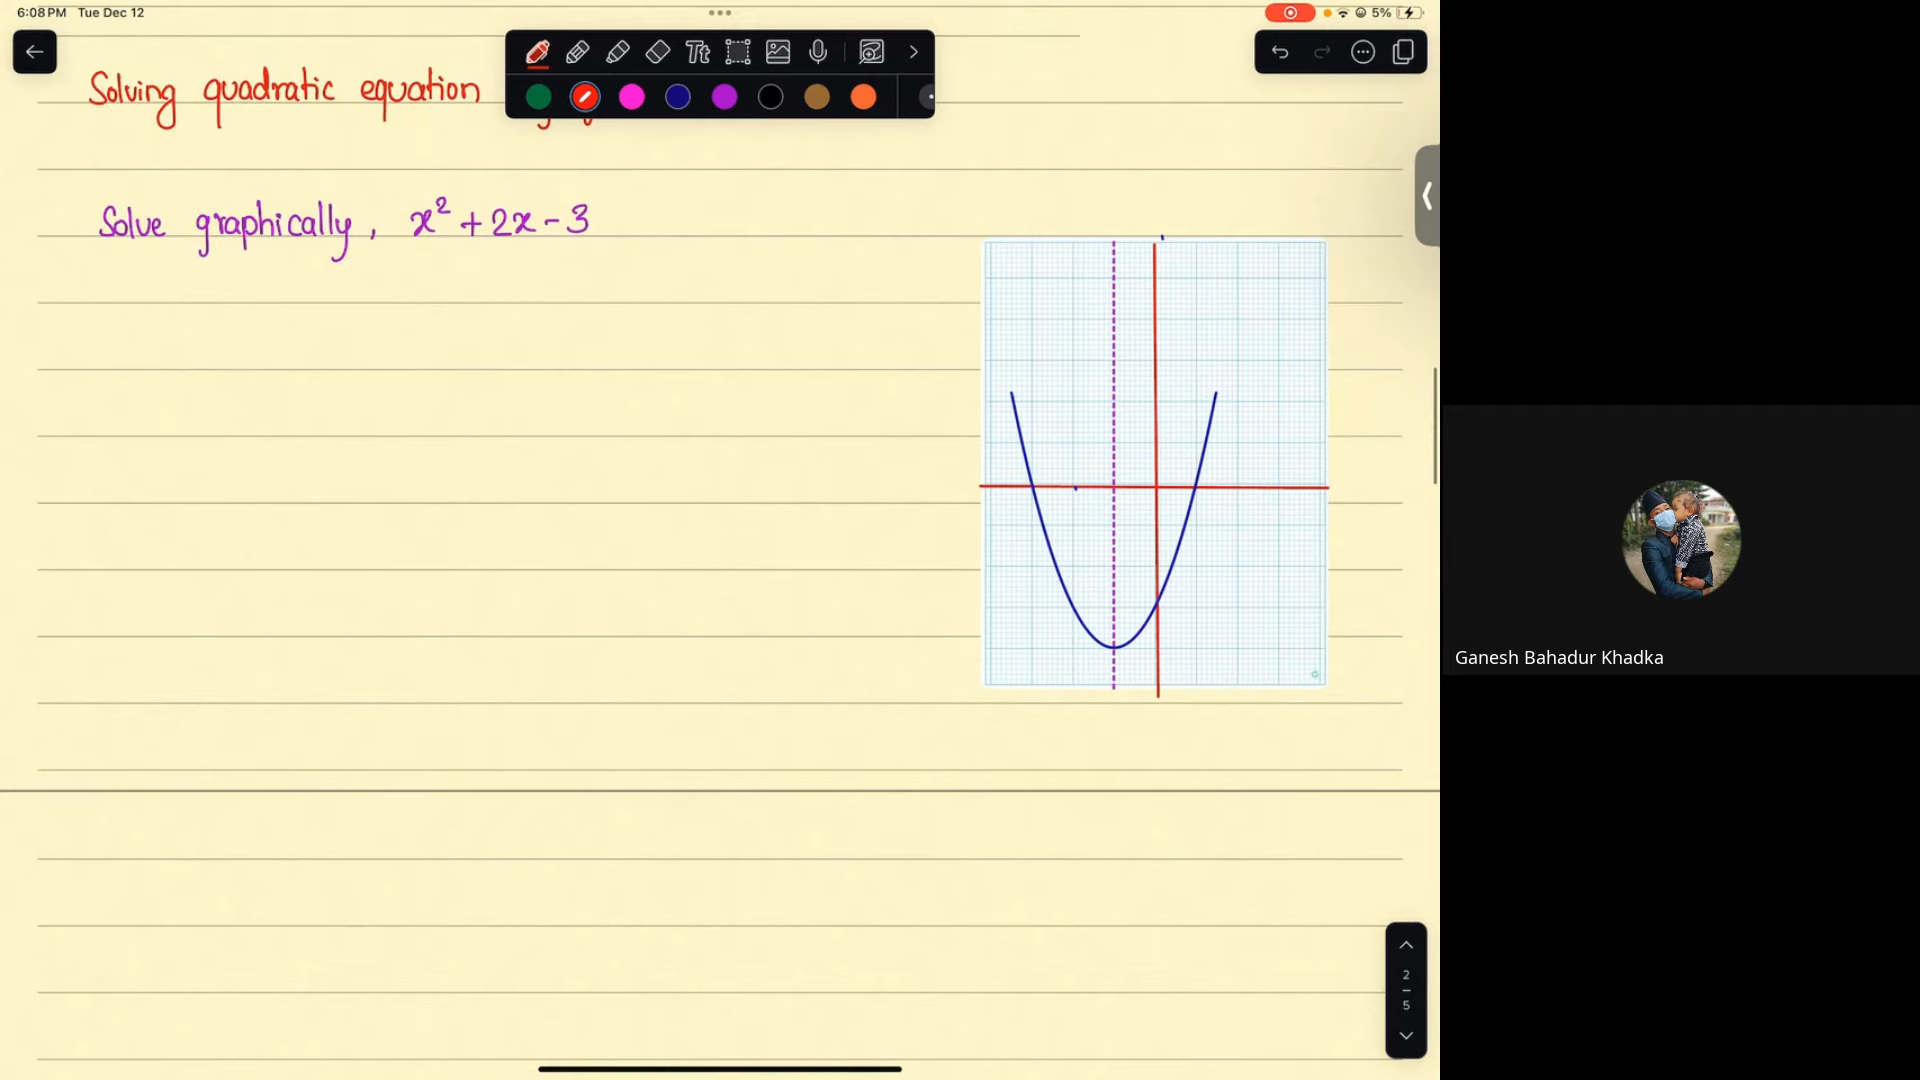 6:08 PM Tue Dec 12
5%
Tt
Solving quadratic equation
Solve graphically, x² + 2x - 3
Ganesh Bahadur Khadka
2
5